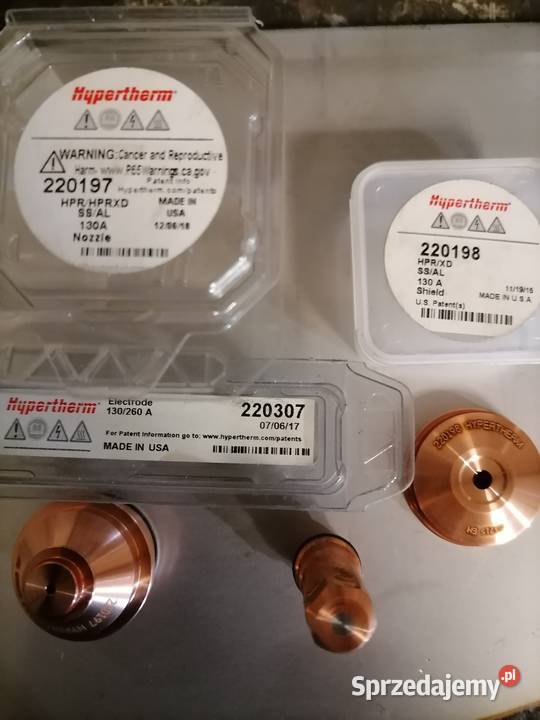 Hypertherm
WARNING: Cancer and Reproductive
Harm- www.P65Warnings.ca.gov
220197
Patent Info
Hypertherm.com/patents
HPR/HPRXD
SS/AL
130A
Nozzle
MADE IN
USA
12/06/18
Hypertherm
220198
HPR/XD
SS/AL
130 A
Shield
11/19/15
MADE IN U.S.A.
U.S. Patent(s)
Hypertherm
Electrode
130/260 A
220307
07/06/17
For Patent Information go to: www.hypertherm.com/patents
MADE IN USA
220198 HYPERTHERM
220197
Sprzedajemy.pl